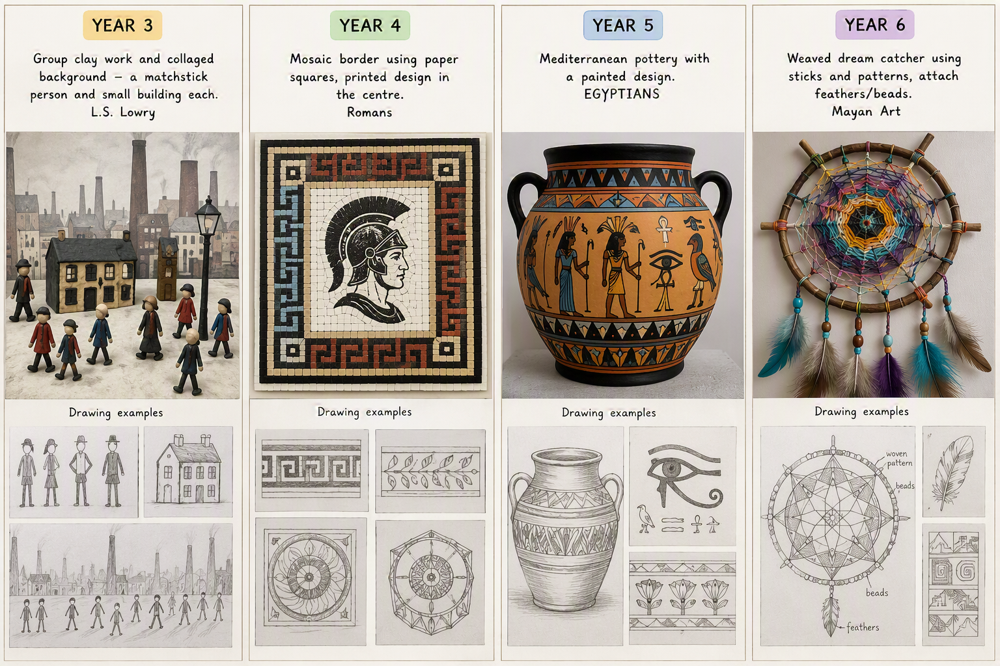 YEAR 3
Group clay work and collaged
background – a matchstick
person and small building each.
L.S. Lowry
Drawing examples
YEAR 4
Mosaic border using paper
squares, printed design in
the centre.
Romans
Drawing examples
YEAR 5
Mediterranean pottery with
a painted design.
EGYPTIANS
Drawing examples
YEAR 6
Weaved dream catcher using
sticks and patterns, attach
feathers/beads.
Mayan Art
Drawing examples
woven
pattern
beads
beads
feathers